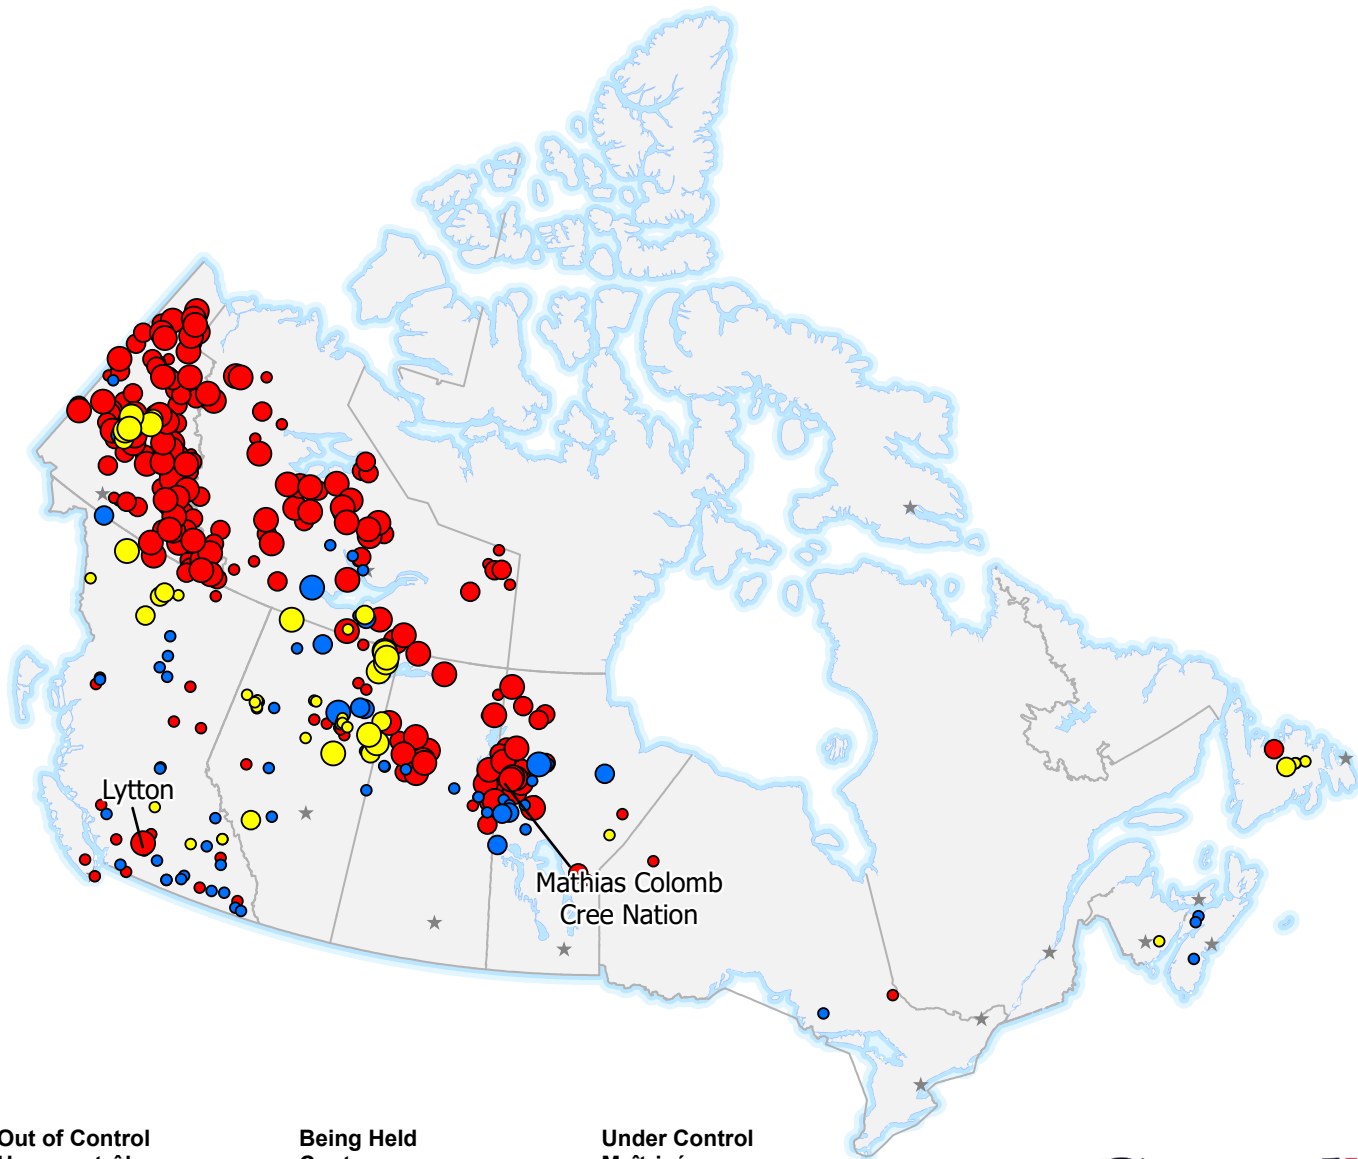 Lytton
Mathias Colomb
Cree Nation
Out of Control
Being Held
Under Control